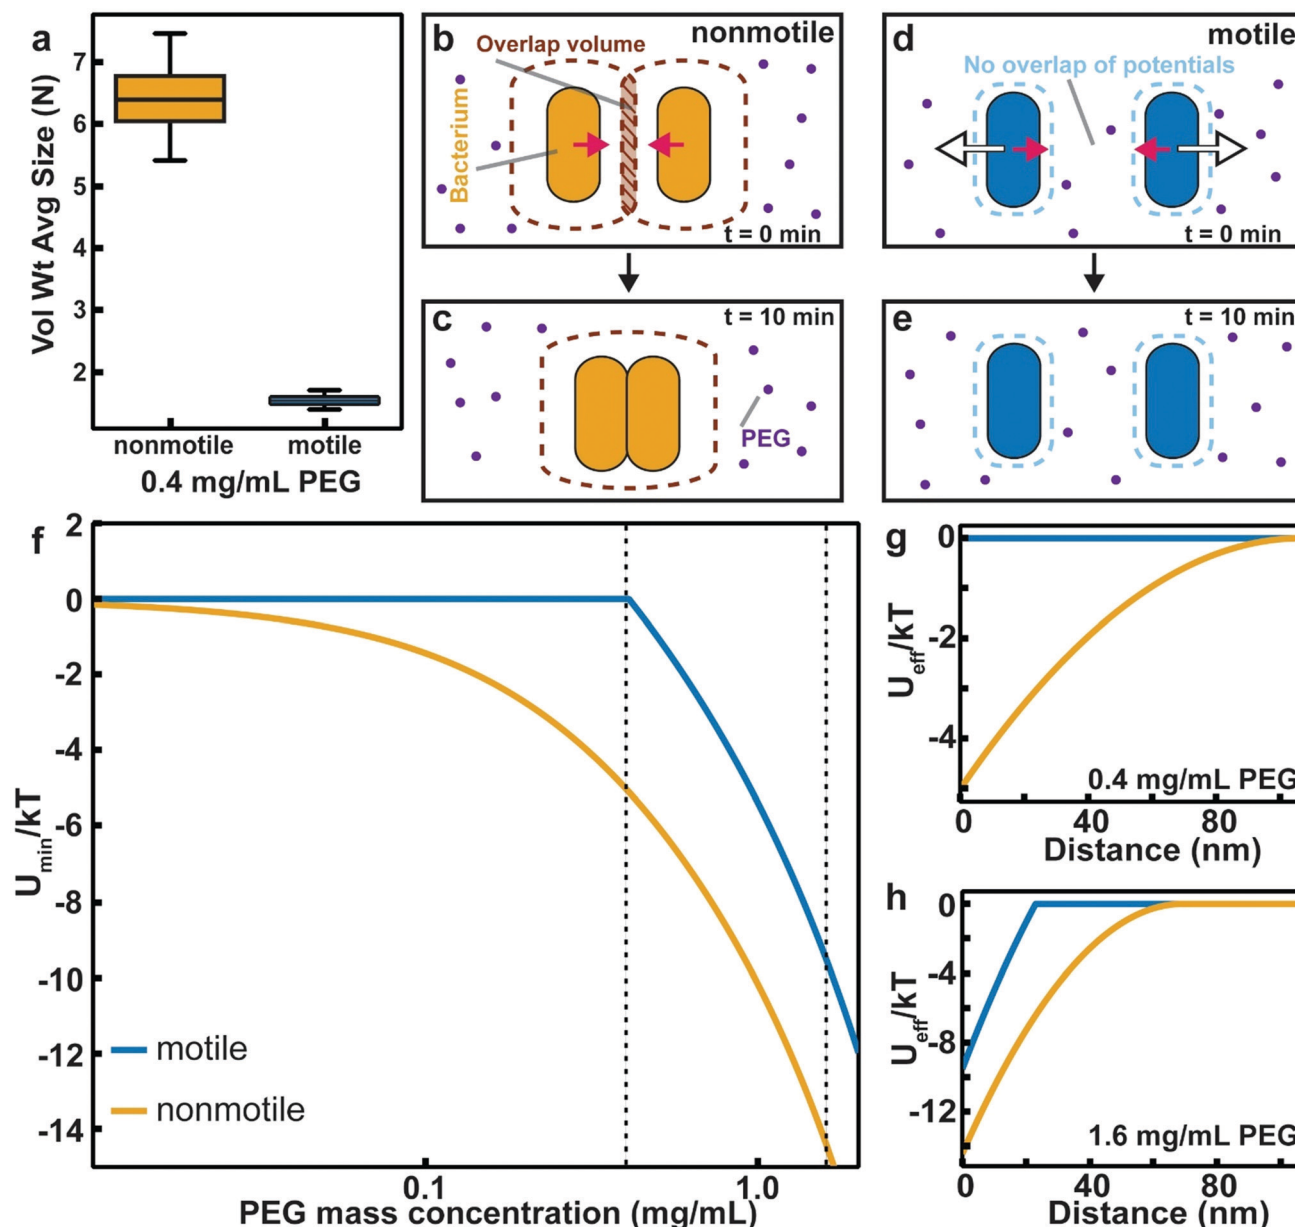 a
Vol Wt Avg Size (N)
7
6
5
4
3
2
nonmotile
motile
0.4 mg/mL PEG
b
nonmotile
Overlap volume
Bacterium
t = 0 min
c
t = 10 min
PEG
d
motile
No overlap of potentials
t = 0 min
e
t = 10 min
f
2
0
-2
-4
-6
-8
-10
-12
-14
Umin/kT
motile
nonmotile
0.1
1.0
PEG mass concentration (mg/mL)
g
0
-2
-4
Ueff/kT
0.4 mg/mL PEG
0
40
80
Distance (nm)
h
0
-4
-8
-12
Ueff/kT
1.6 mg/mL PEG
0
40
80
Distance (nm)